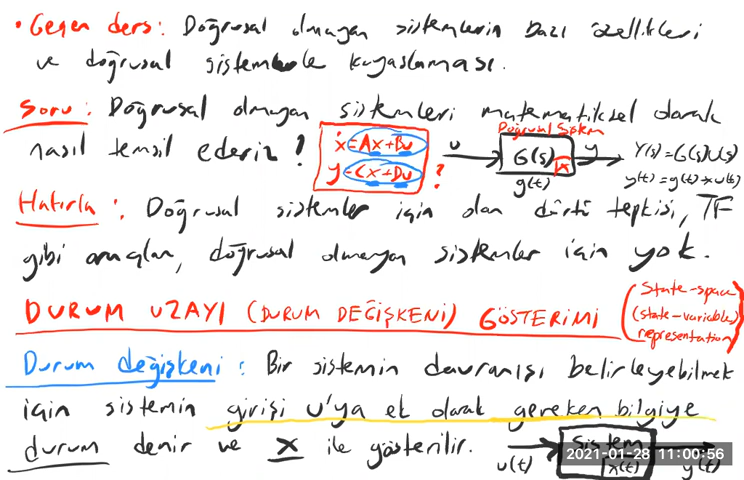 • Geçen ders: Doğrusal olmayan sistemlerin bazı özellikleri
ve doğrusal sistemlerle kıyaslaması.
Soru: Doğrusal olmayan sistemleri matematiksel olarak
nasıl temsil ederiz?
ẋ=Ax+Bu
y=Cx+Du ?
Doğrusal Sistem
u G(s) x y
g(t)
Y(s)=G(s)U(s)
y(t)=g(t)*u(t)
Hatırla: Doğrusal sistemler için olan dürtü tepkisi, TF
gibi araçlar, doğrusal olmayan sistemler için yok.
DURUM UZAYI (DURUM DEĞİŞKENİ) GÖSTERİMİ
(State-space
(state-variable)
representation)
Durum değişkeni: Bir sistemin davranışı belirleyebilmek
için sistemin girişi u'ya ek olarak gereken bilgiye
durum denir ve x ile gösterilir.
u(t) Sistem x(t) y(t)
2021-01-28 11:00:56